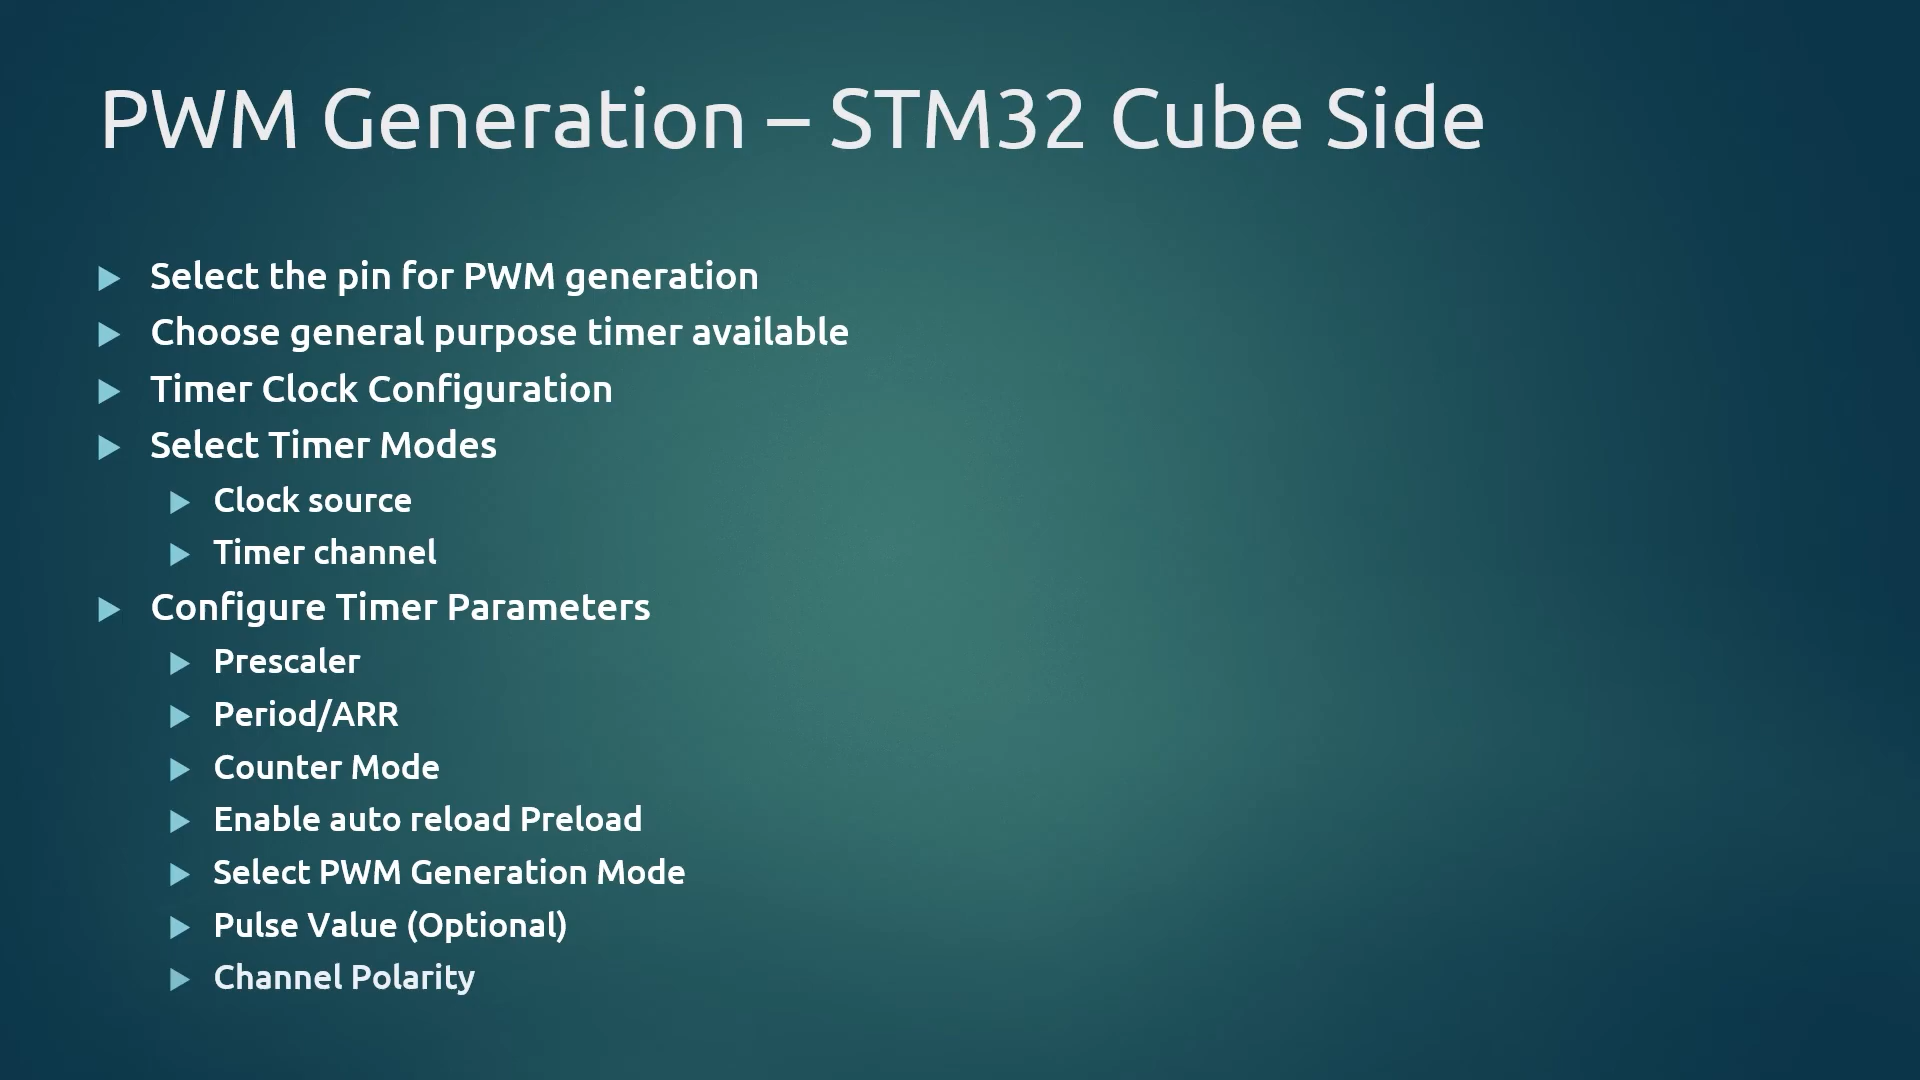 PWM Generation – STM32 Cube Side
Select the pin for PWM generation
Choose general purpose timer available
Timer Clock Configuration
Select Timer Modes
Clock source
Timer channel
Configure Timer Parameters
Prescaler
Period/ARR
Counter Mode
Enable auto reload Preload
Select PWM Generation Mode
Pulse Value (Optional)
Channel Polarity